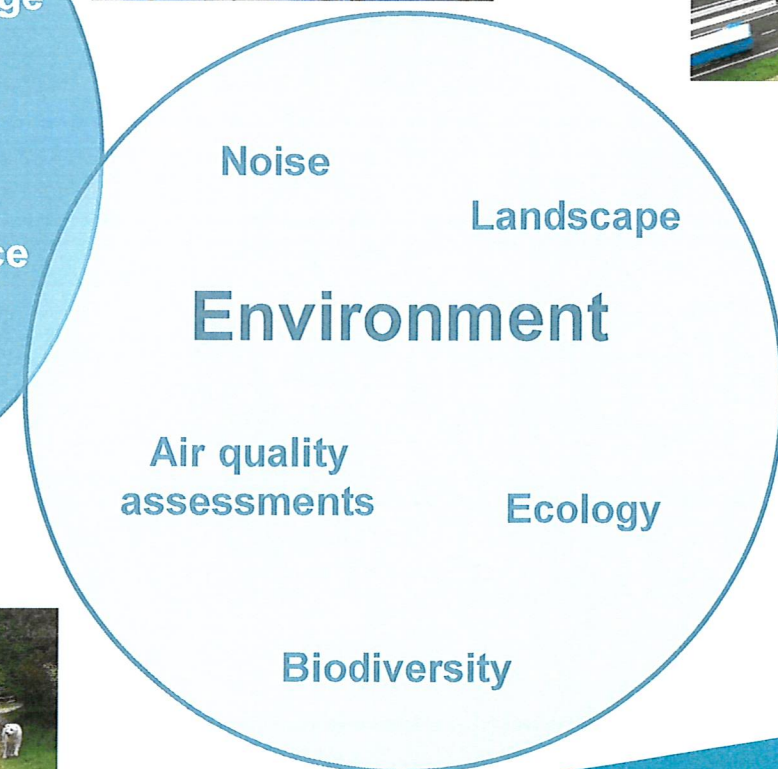 Noise
Landscape
Environment
Air quality
assessments
Ecology
Biodiversity